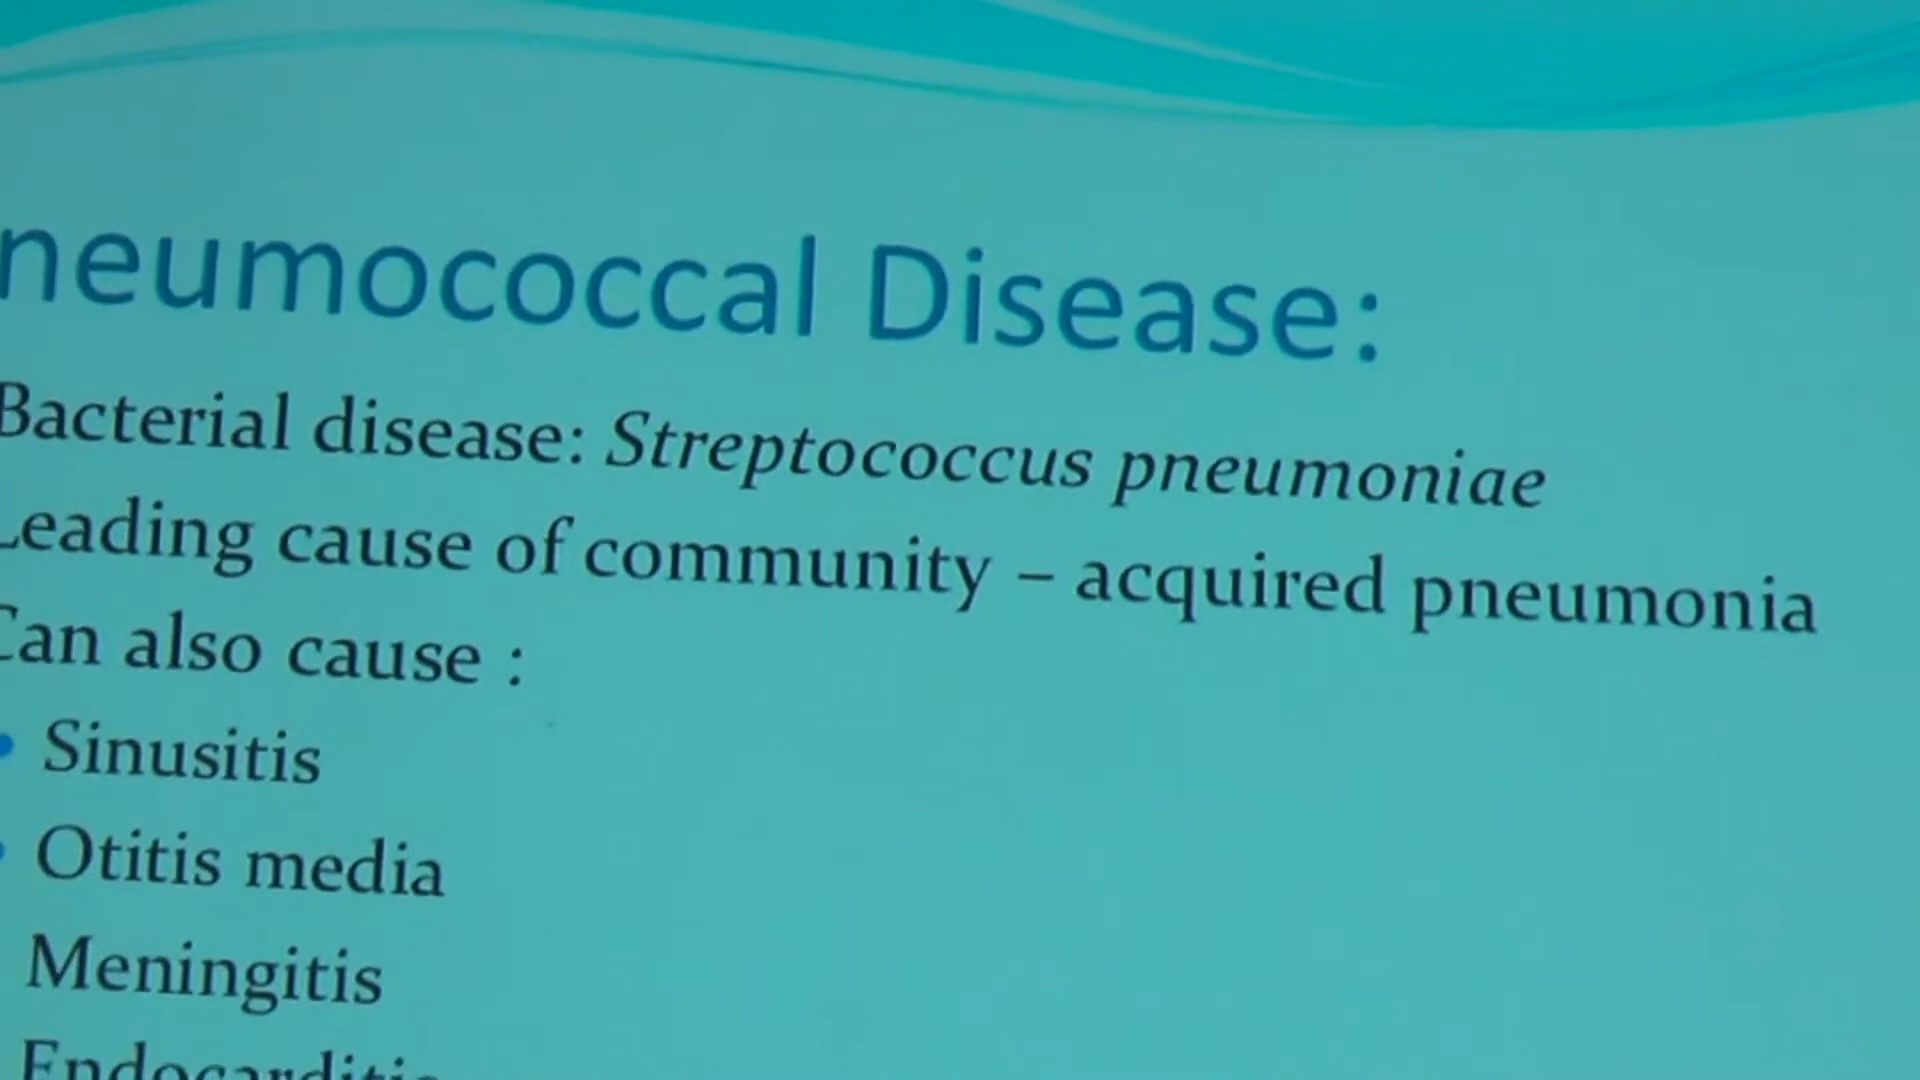 neumococcal Disease:
Bacterial disease: Streptococcus pneumoniae
Leading cause of community – acquired pneumonia
Can also cause :
• Sinusitis
• Otitis media
Meningitis
Endocarditis